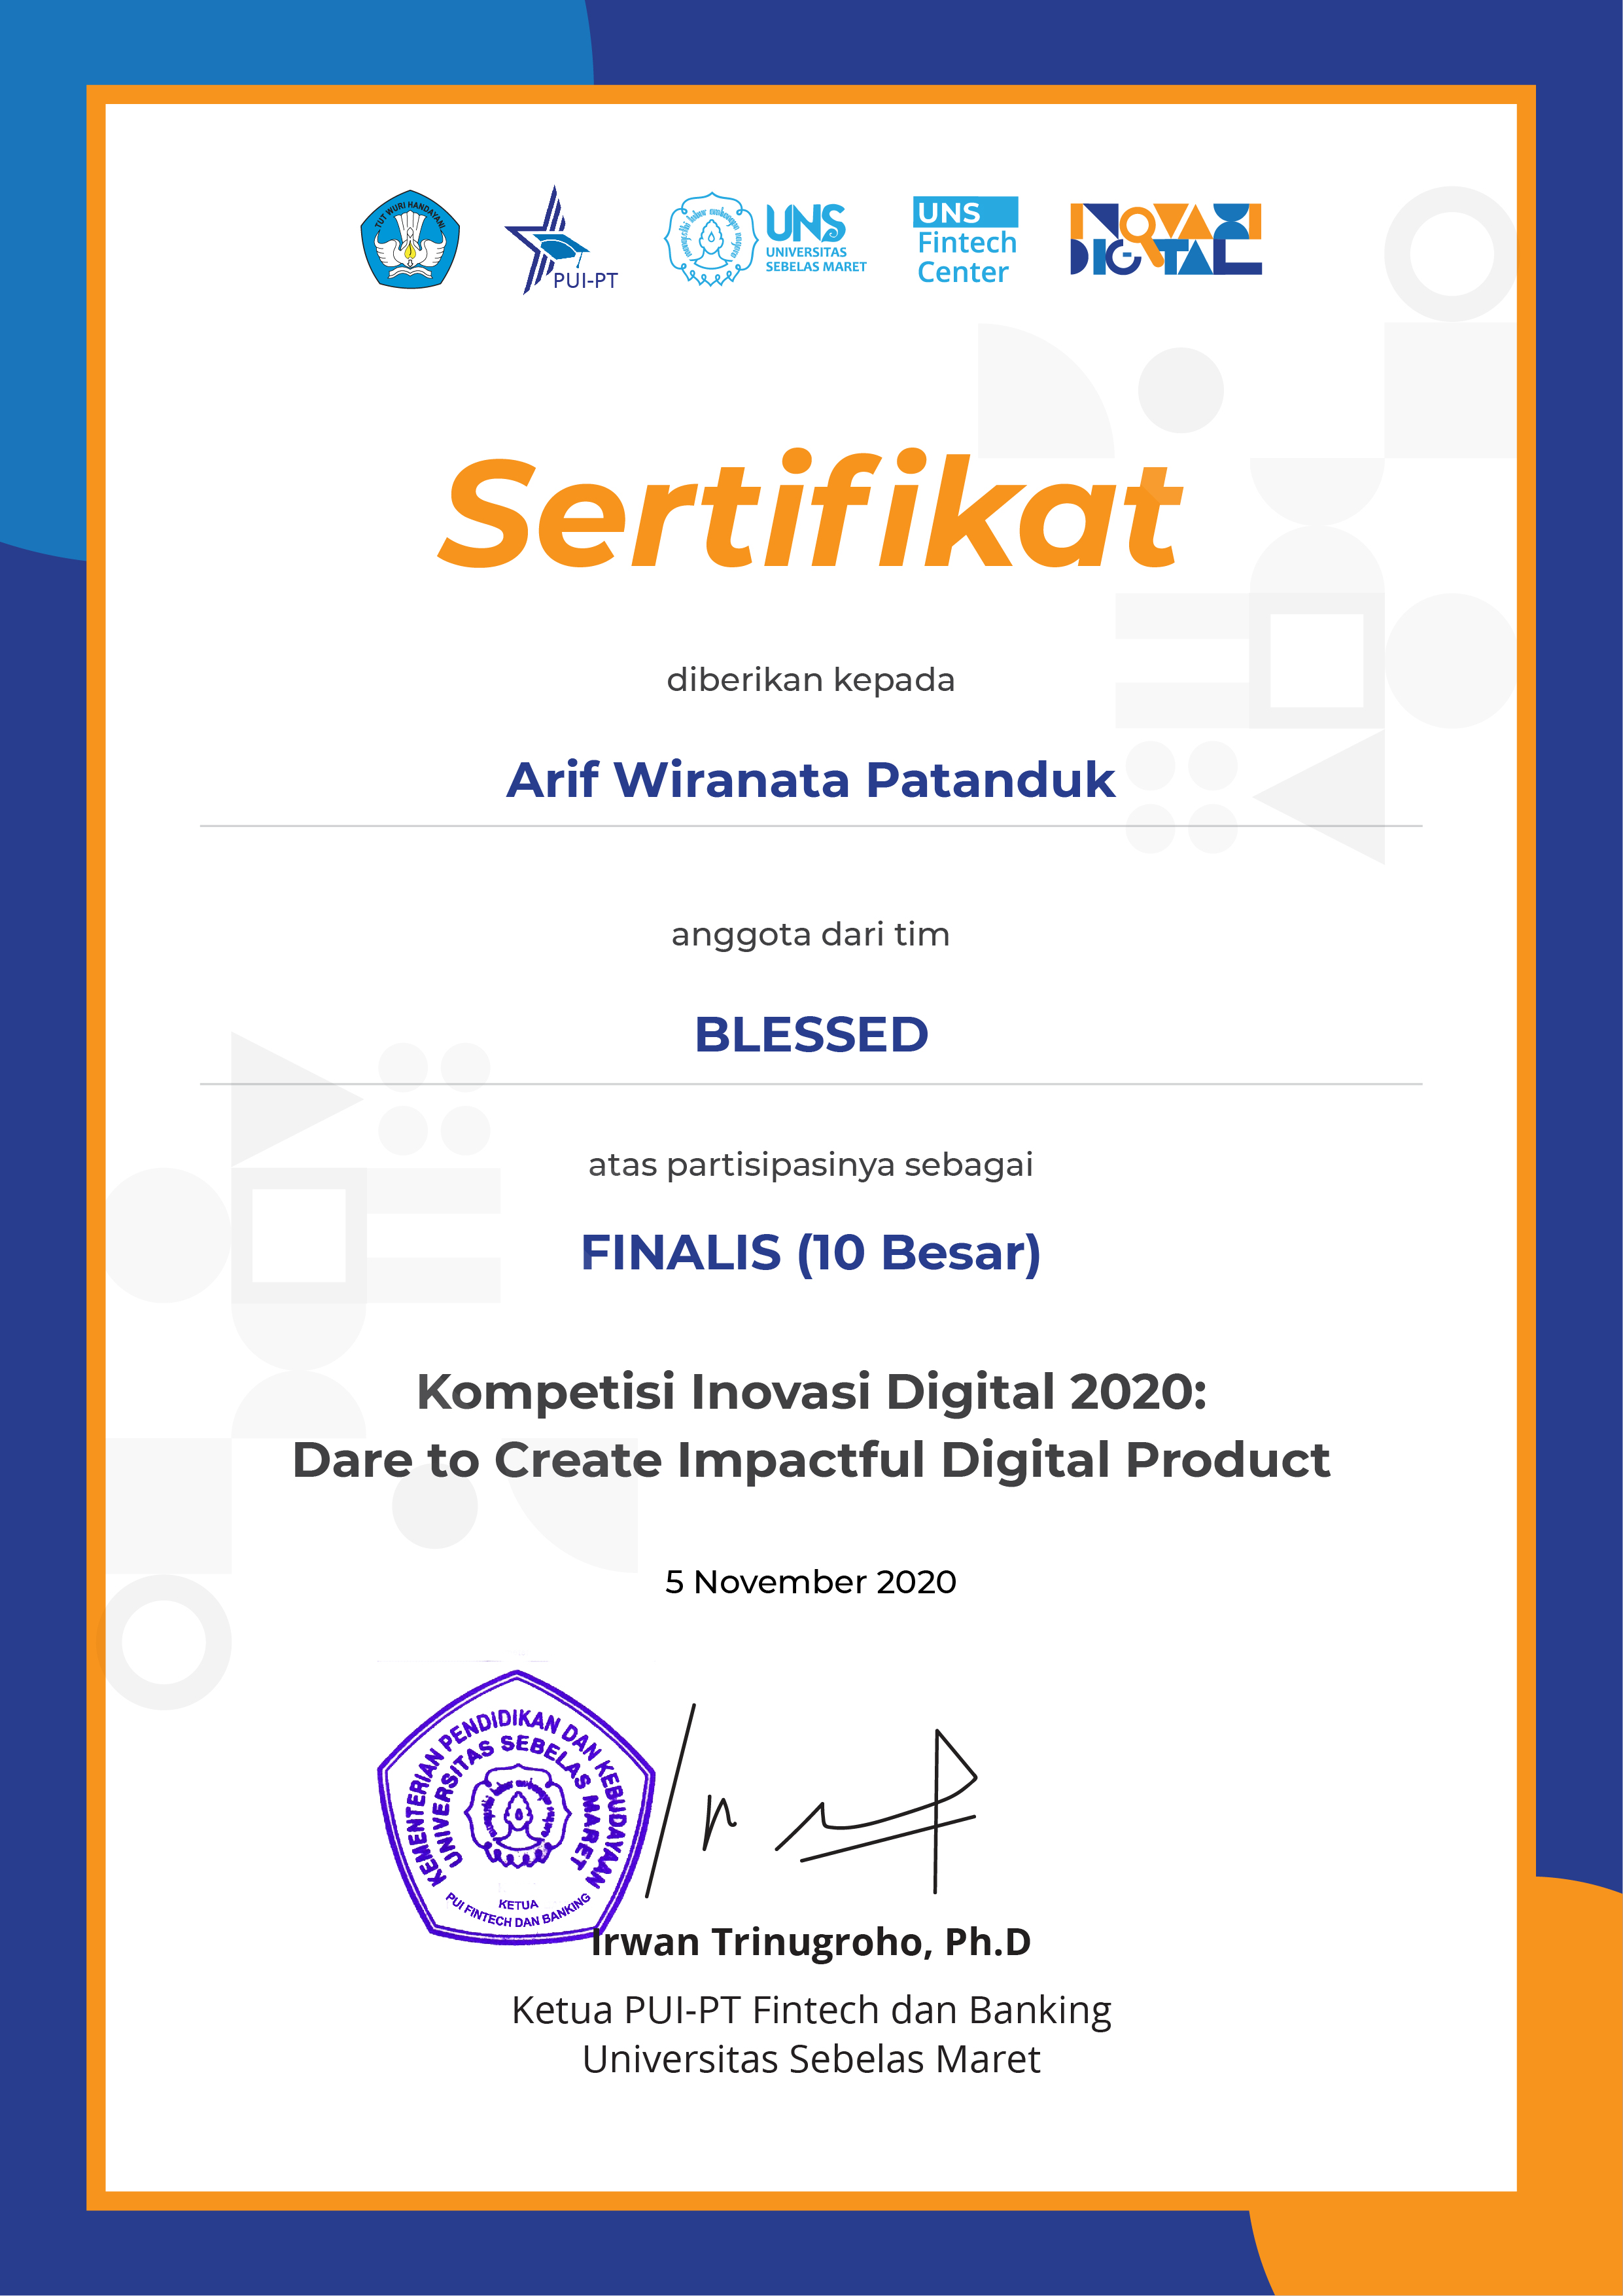 TUT WURI HANDAYANI
PUI-PT
UNS
UNIVERSITAS
SEBELAS MARET
UNS
Fintech
Center
INOVASI
DIGITAL
Sertifikat
diberikan kepada
Arif Wiranata Patanduk
anggota dari tim
BLESSED
atas partisipasinya sebagai
FINALIS (10 Besar)
Kompetisi Inovasi Digital 2020:
Dare to Create Impactful Digital Product
5 November 2020
KEMENTERIAN PENDIDIKAN DAN KEBUDAYAAN
UNIVERSITAS SEBELAS MARET
KETUA
PUI FINTECH DAN BANKING
Irwan Trinugroho, Ph.D
Ketua PUI-PT Fintech dan Banking
Universitas Sebelas Maret